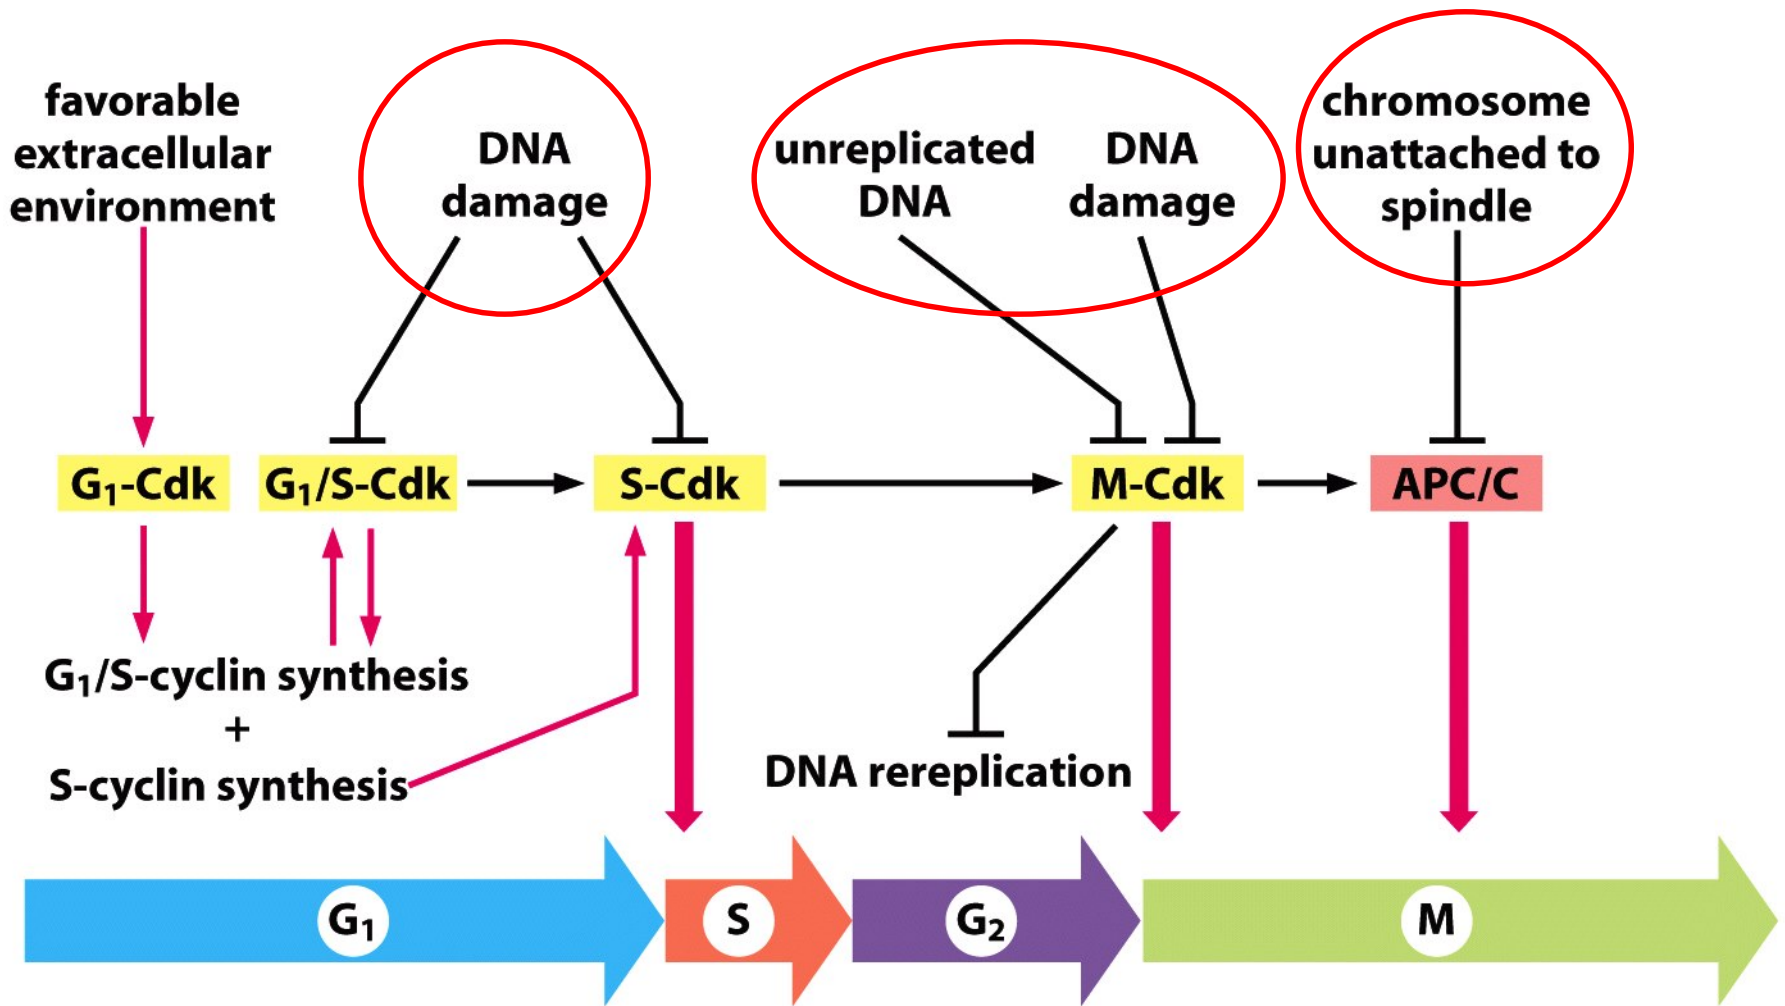 favorable
extracellular
environment
DNA
damage
unreplicated
DNA
DNA
damage
chromosome
unattached to
spindle
G₁-Cdk
G₁/S-Cdk
S-Cdk
M-Cdk
APC/C
G₁/S-cyclin synthesis
+
S-cyclin synthesis
DNA rereplication
G₁
S
G₂
M